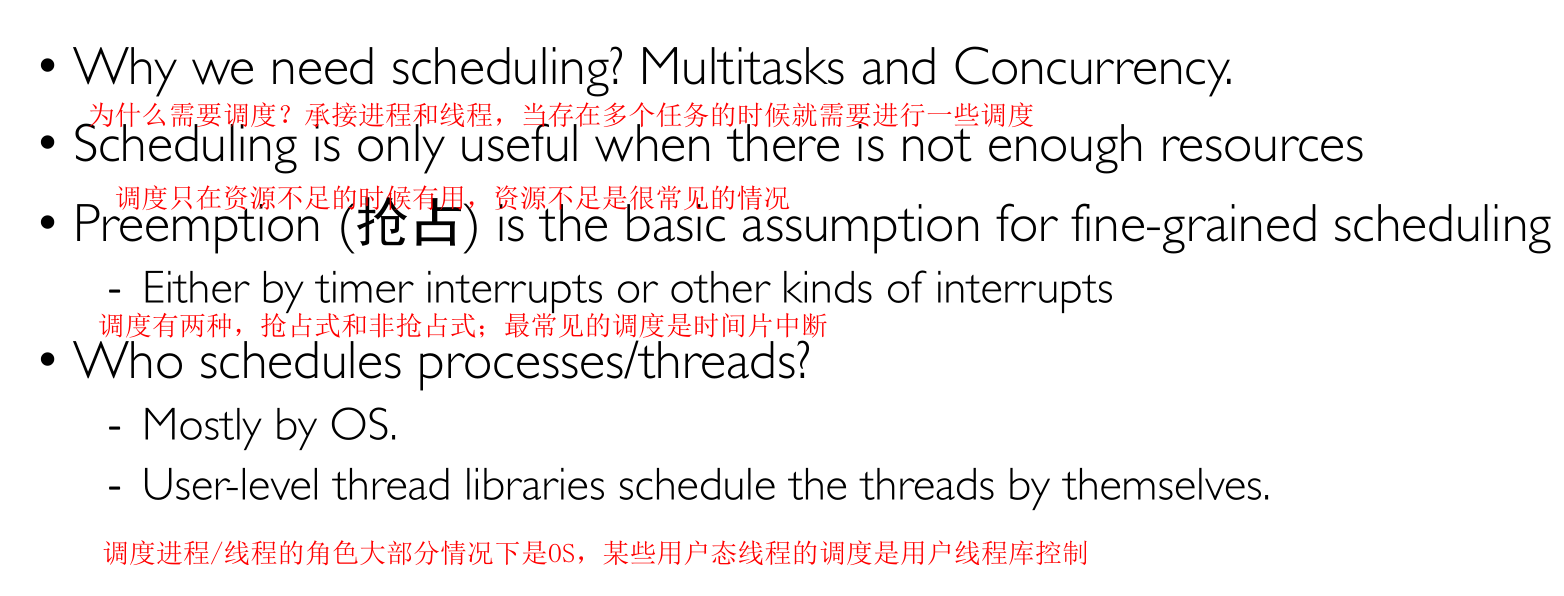 • Why we need scheduling? Multitasks and Concurrency.
为什么需要调度？承接进程和线程，当存在多个任务的时候就需要进行一些调度
• Scheduling is only useful when there is not enough resources
调度只在资源不足的时候有用，资源不足是很常见的情况
• Preemption (抢占) is the basic assumption for fine-grained scheduling
- Either by timer interrupts or other kinds of interrupts
调度有两种，抢占式和非抢占式；最常见的调度是时间片中断
• Who schedules processes/threads?
- Mostly by OS.
- User-level thread libraries schedule the threads by themselves.
调度进程/线程的角色大部分情况下是OS，某些用户态线程的调度是用户线程库控制